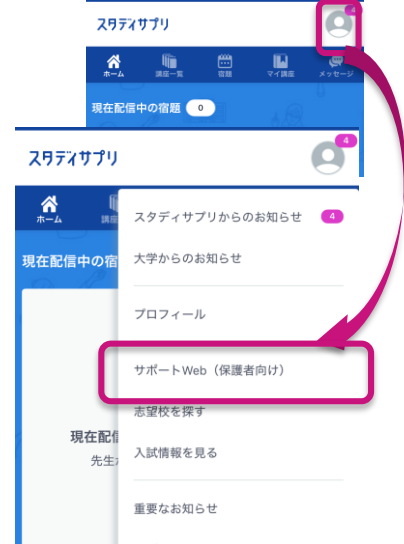 スタディサプリ
4
ホーム
講座一覧
宿題
マイ講座
メッセージ
現在配信中の宿題 0
スタディサプリ
4
ホーム
講座
現在配信中の宿
スタディサプリからのお知らせ 4
大学からのお知らせ
プロフィール
サポートWeb（保護者向け）
志望校を探す
現在配信
先生
入試情報を見る
重要なお知らせ